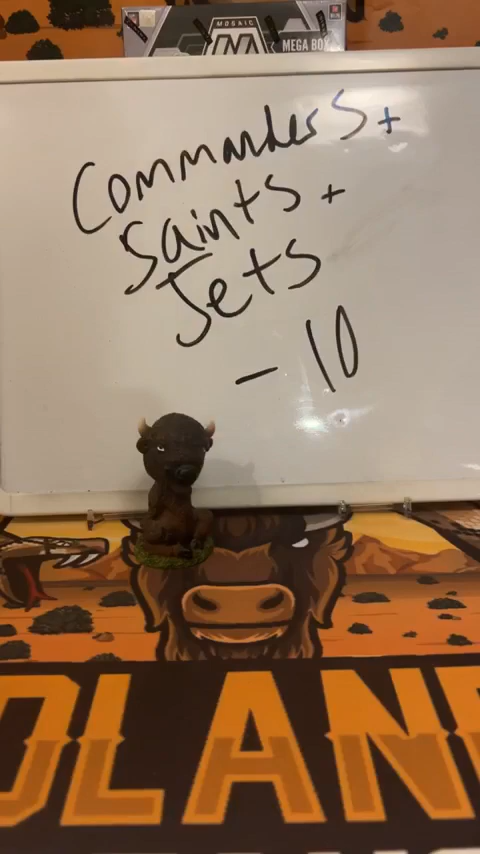 MOSAIC
M
MEGA BOX
Commanders +
Saints +
Jets
- 10
OLAN